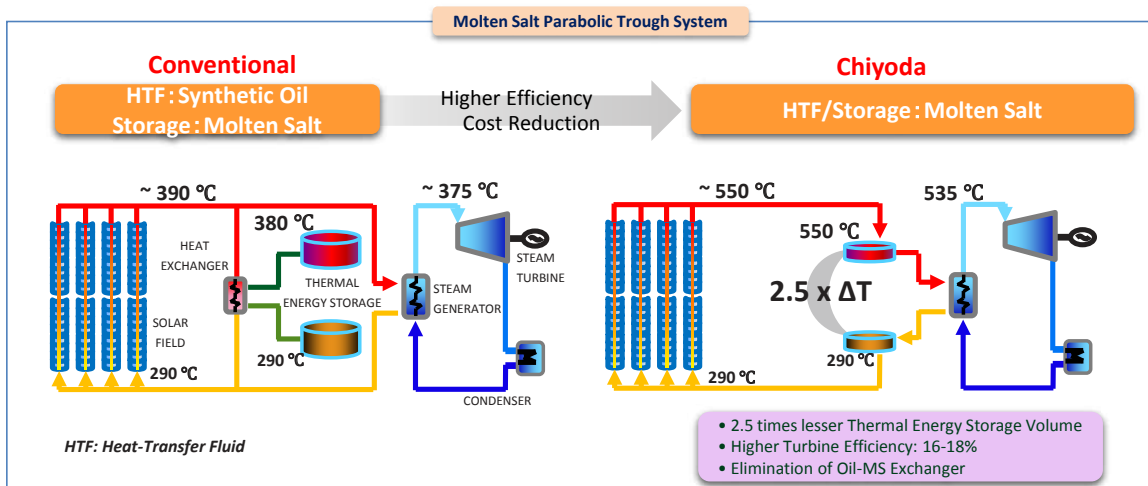 Molten Salt Parabolic Trough System
Conventional
HTF:Synthetic Oil
Storage:Molten Salt
Higher Efficiency
Cost Reduction
Chiyoda
HTF/Storage:Molten Salt
~ 390 ℃
380 ℃
HEAT
EXCHANGER
THERMAL
ENERGY STORAGE
SOLAR
FIELD
290 ℃
290℃
~ 375 ℃
STEAM
TURBINE
STEAM
GENERATOR
CONDENSER
HTF: Heat-Transfer Fluid
~ 550 ℃
550 ℃
2.5 x ΔT
290 ℃
290 ℃
535 ℃
• 2.5 times lesser Thermal Energy Storage Volume
• Higher Turbine Efficiency: 16-18%
• Elimination of Oil-MS Exchanger